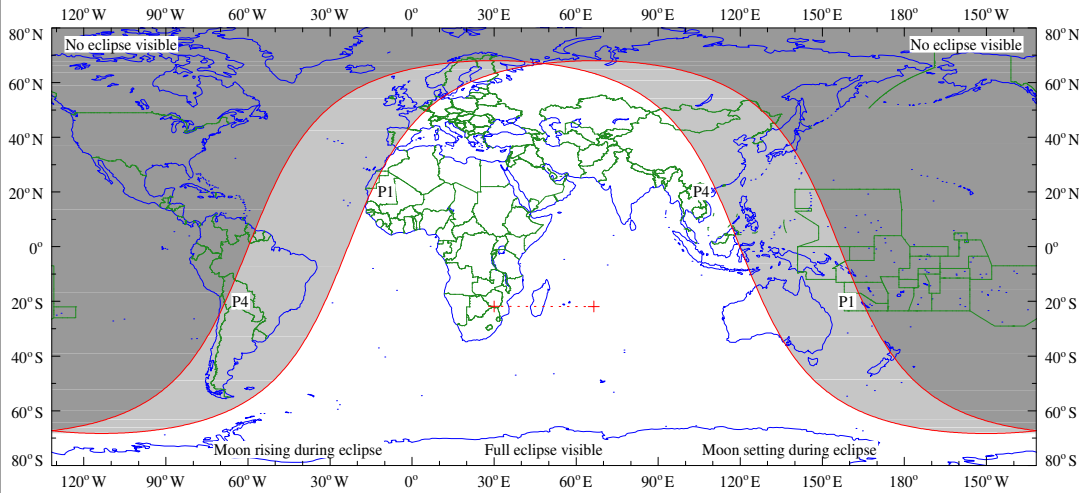 120° W 90° W 60° W 30° W 0° 30° E 60° E 90° E 120° E 150° E 180° 150° W
80° N 80° N
No eclipse visible No eclipse visible
60° N 60° N
40° N 40° N
20° N P1 P4 20° N
0° 0°
20° S P4 P1 20° S
40° S 40° S
60° S 60° S
Moon rising during eclipse Full eclipse visible Moon setting during eclipse
80° S 80° S
120° W 90° W 60° W 30° W 0° 30° E 60° E 90° E 120° E 150° E 180° 150° W